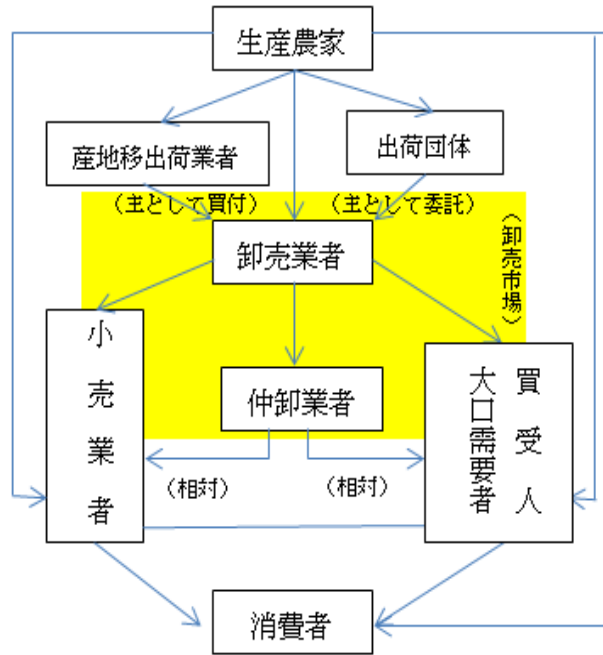 生産農家
産地移出荷業者
出荷団体
（主として買付）
（主として委託）
（卸売市場）
卸売業者
小売業者
仲卸業者
買受人
大口需要者
（相対）
（相対）
消費者